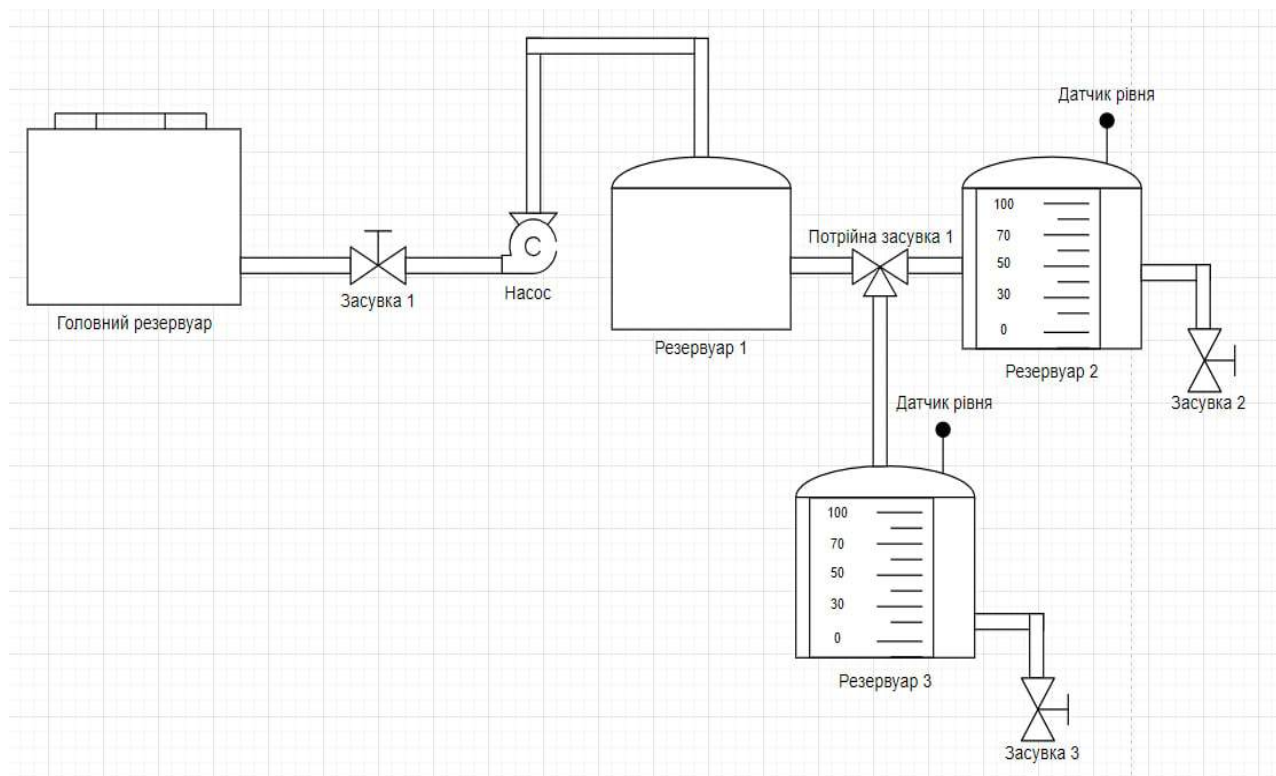 Датчик рівня
Потрійна засувка 1
100
70
50
30
0
C
Засувка 1
Насос
Головний резервуар
Резервуар 1
Резервуар 2
Засувка 2
Датчик рівня
100
70
50
30
0
Резервуар 3
Засувка 3